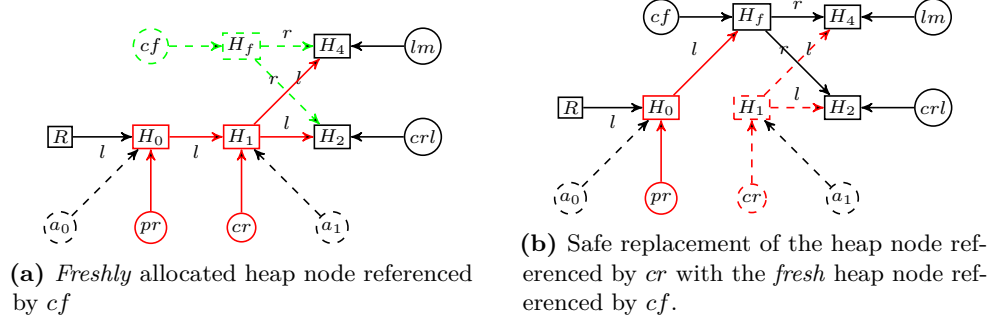 cf H_f r H_4 lm
r l
R l H_0 l H_1 l H_2 crl
a_0 pr cr a_1
(a) Freshly allocated heap node referenced
by cf
cf H_f r H_4 lm
l r l
R l H_0 H_1 l H_2 crl
a_0 pr cr a_1
(b) Safe replacement of the heap node ref-
erenced by cr with the fresh heap node ref-
erenced by cf.